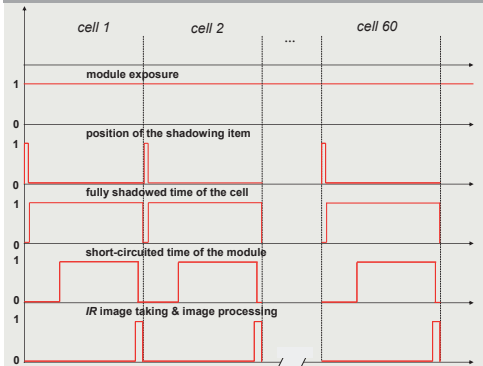 cell 1 cell 2 ... cell 60
module exposure
1
0
position of the shadowing item
1
0
fully shadowed time of the cell
1
0
short-circuited time of the module
1
0
IR image taking & image processing
1
0